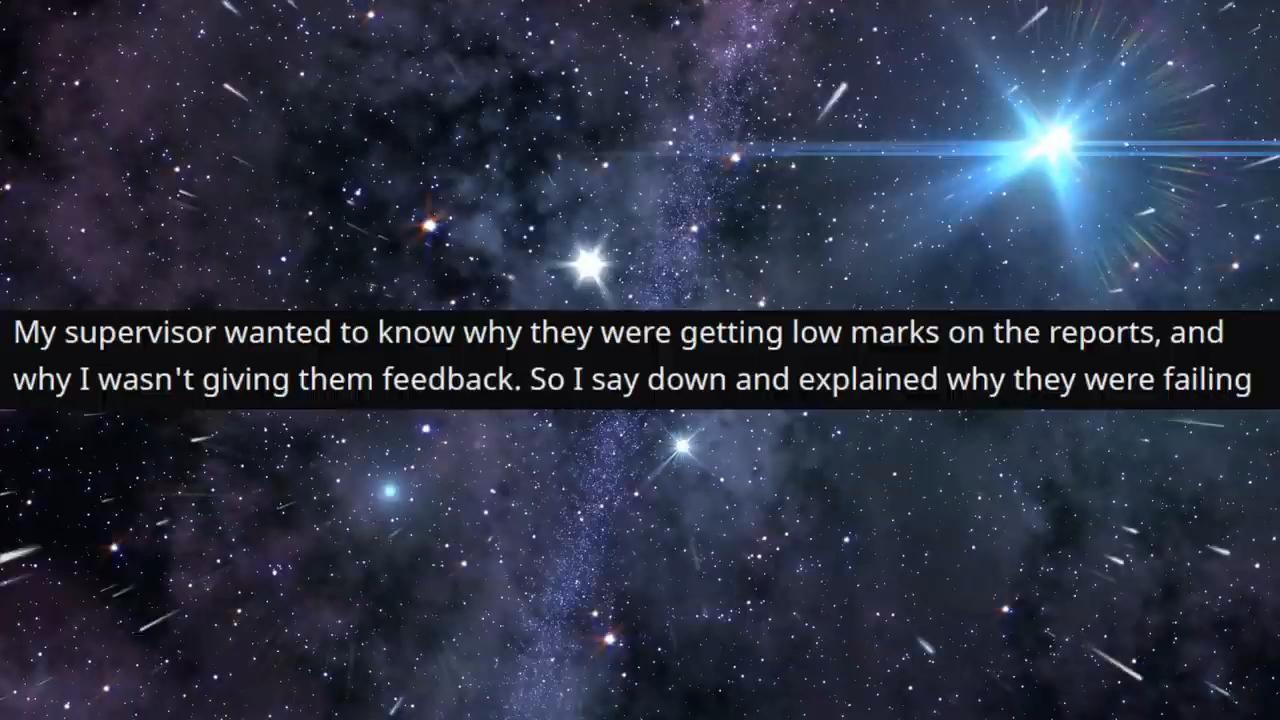 My supervisor wanted to know why they were getting low marks on the reports, and
why I wasn't giving them feedback. So I say down and explained why they were failing